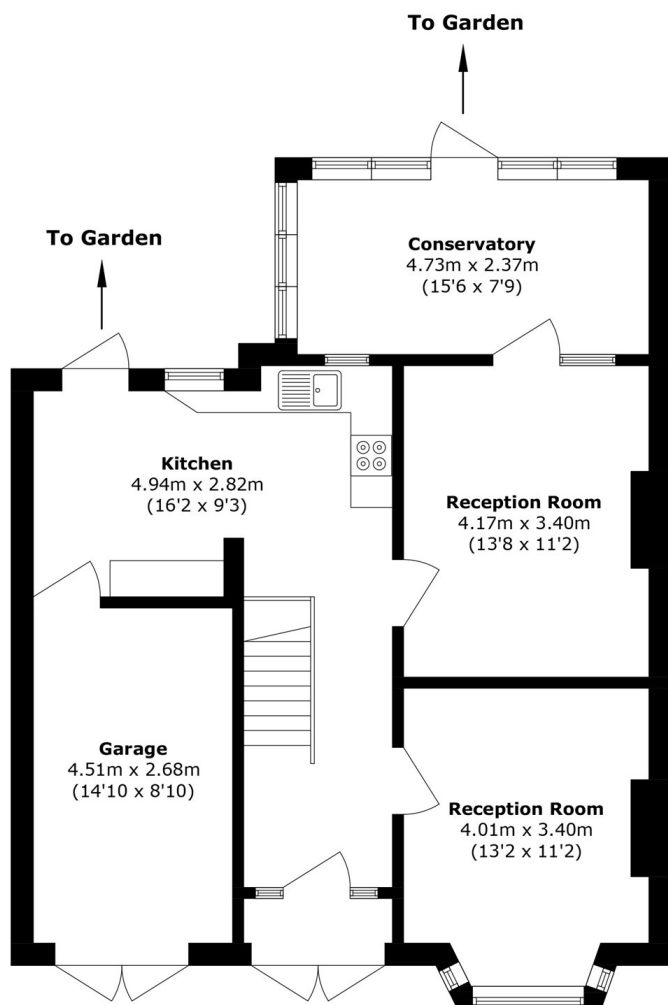 To Garden
To Garden
Conservatory
4.73m x 2.37m
(15'6 x 7'9)
Kitchen
4.94m x 2.82m
(16'2 x 9'3)
Reception Room
4.17m x 3.40m
(13'8 x 11'2)
Garage
4.51m x 2.68m
(14'10 x 8'10)
Reception Room
4.01m x 3.40m
(13'2 x 11'2)